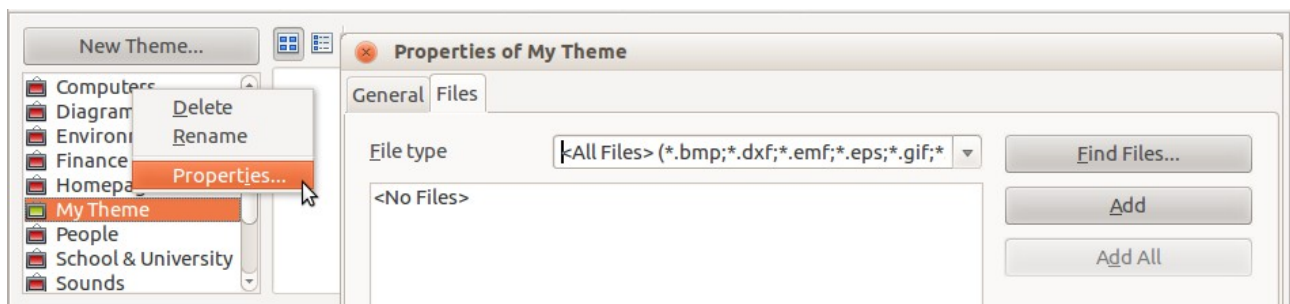 New Theme...
Computers
Diagram
Environ
Finance
Homepa
My Theme
People
School & University
Sounds
Delete
Rename
Properties...
Properties of My Theme
General Files
File type
<All Files> (*.bmp;*.dxf;*.emf;*.eps;*.gif;*
Find Files...
<No Files>
Add
Add All